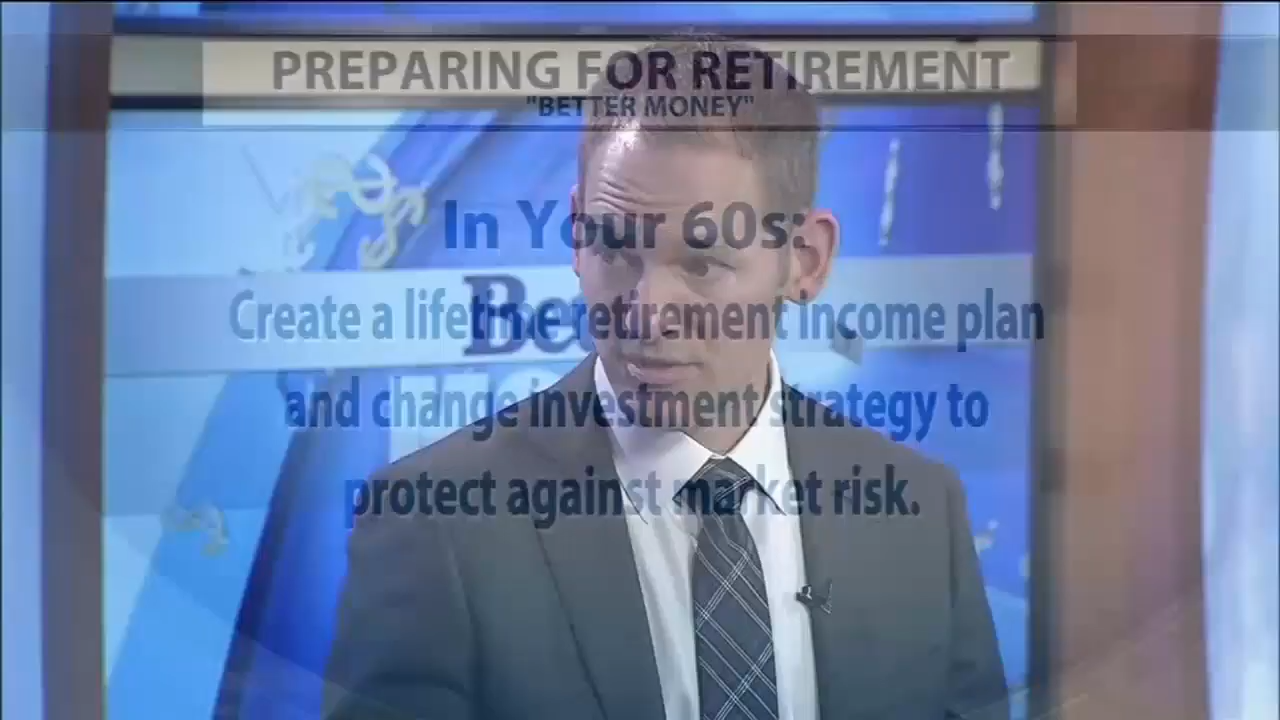 PREPARING FOR RETIREMENT
"BETTER MONEY"
In Your 60s:
Create a lifetime retirement income plan
Be
and change investment strategy to
protect against market risk.